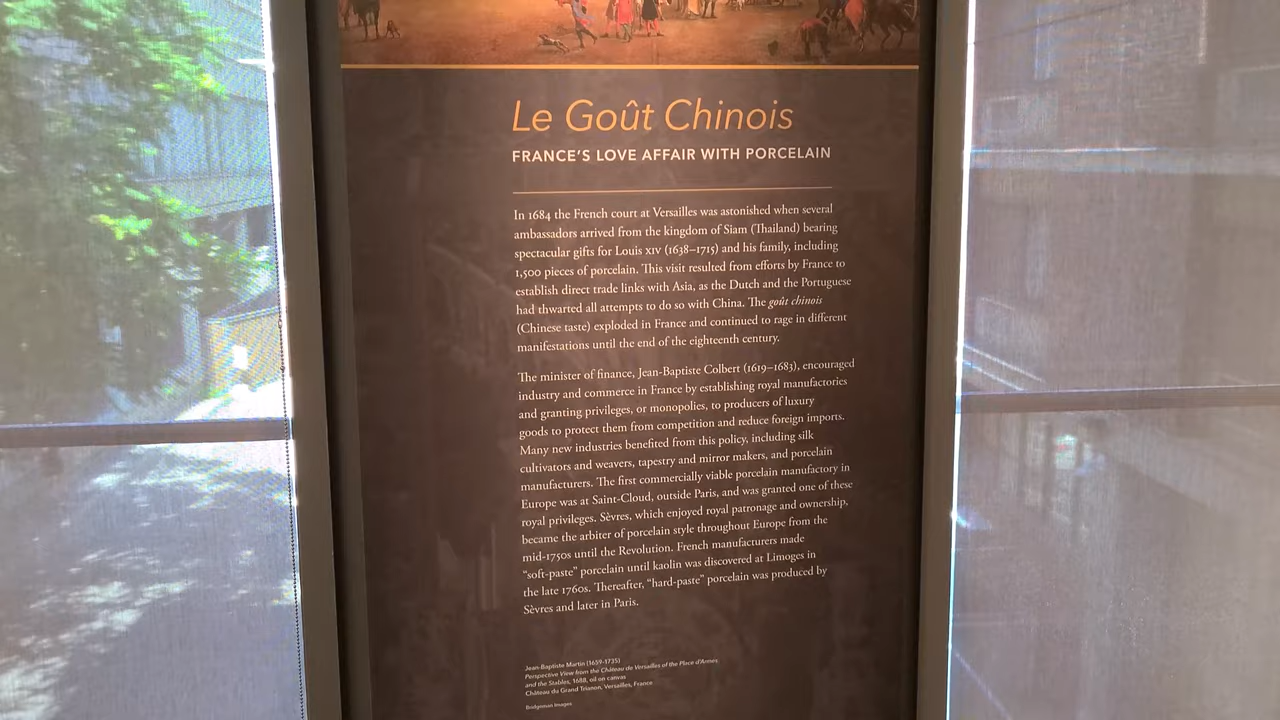 Le Goût Chinois
FRANCE'S LOVE AFFAIR WITH PORCELAIN
In 1684 the French court at Versailles was astonished when several
ambassadors arrived from the kingdom of Siam (Thailand) bearing
spectacular gifts for Louis XIV (1638–1715) and his family, including
1,500 pieces of porcelain. This visit resulted from efforts by France to
establish direct trade links with Asia, as the Dutch and the Portuguese
had thwarted all attempts to do so with China. The goût chinois
(Chinese taste) exploded in France and continued to rage in different
manifestations until the end of the eighteenth century.
The minister of finance, Jean-Baptiste Colbert (1619–1683), encouraged
industry and commerce in France by establishing royal manufactories
and granting privileges, or monopolies, to producers of luxury
goods to protect them from competition and reduce foreign imports.
Many new industries benefited from this policy, including silk
cultivators and weavers, tapestry and mirror makers, and porcelain
manufacturers. The first commercially viable porcelain manufactory in
Europe was at Saint-Cloud, outside Paris, and was granted one of these
royal privileges. Sèvres, which enjoyed royal patronage and ownership,
became the arbiter of porcelain style throughout Europe from the
mid-1750s until the Revolution. French manufacturers made
“soft-paste” porcelain until kaolin was discovered at Limoges in
the late 1760s. Thereafter, “hard-paste” porcelain was produced by
Sèvres and later in Paris.
Jean-Baptiste Martin (1659-1735)
Perspective View from the Château de Versailles of the Place d'Armes
and the Stables, 1688, oil on canvas
Château du Grand Trianon, Versailles, France
Bridgeman Images